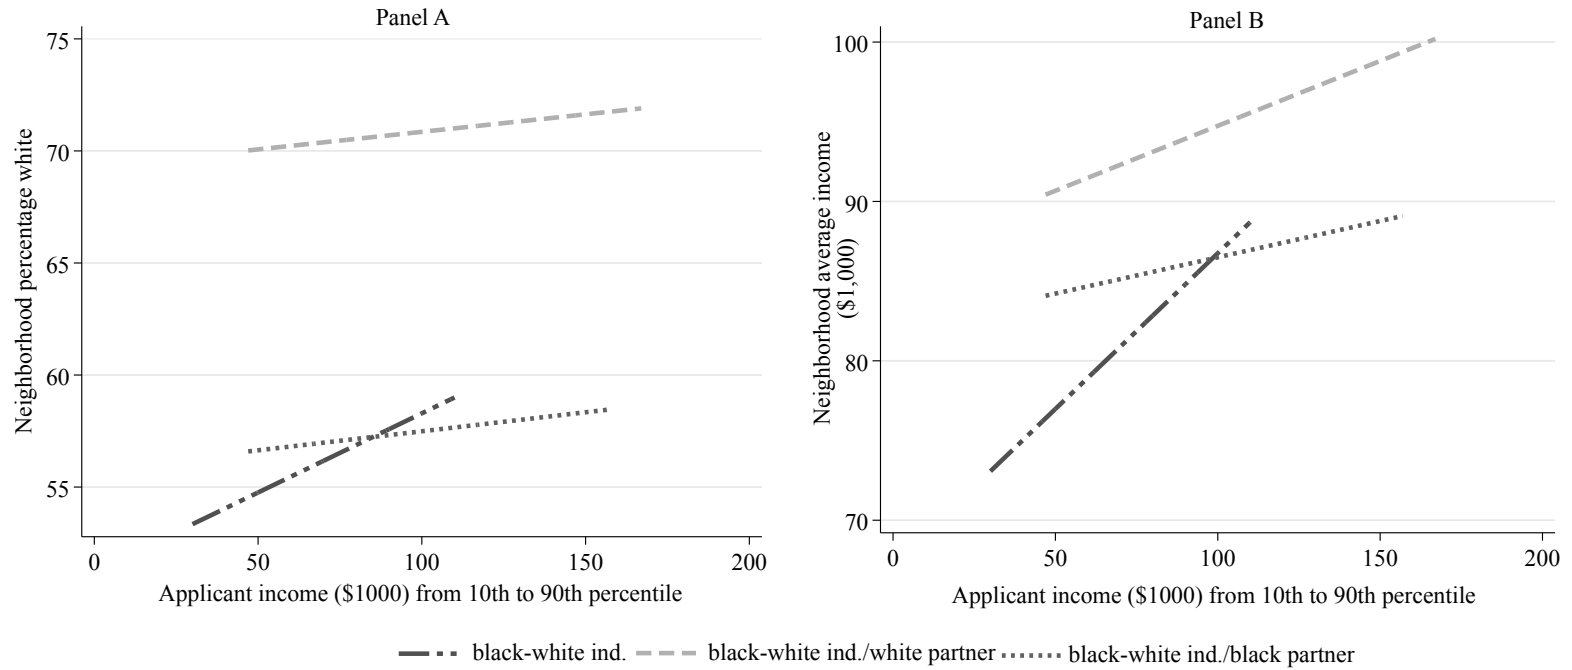 Panel A
75
70
65
60
55
Neighborhood percentage white
0 50 100 150 200
Applicant income ($1000) from 10th to 90th percentile
Panel B
100
90
80
70
Neighborhood average income
($1,000)
0 50 100 150 200
Applicant income ($1000) from 10th to 90th percentile
black-white ind. black-white ind./white partner black-white ind./black partner